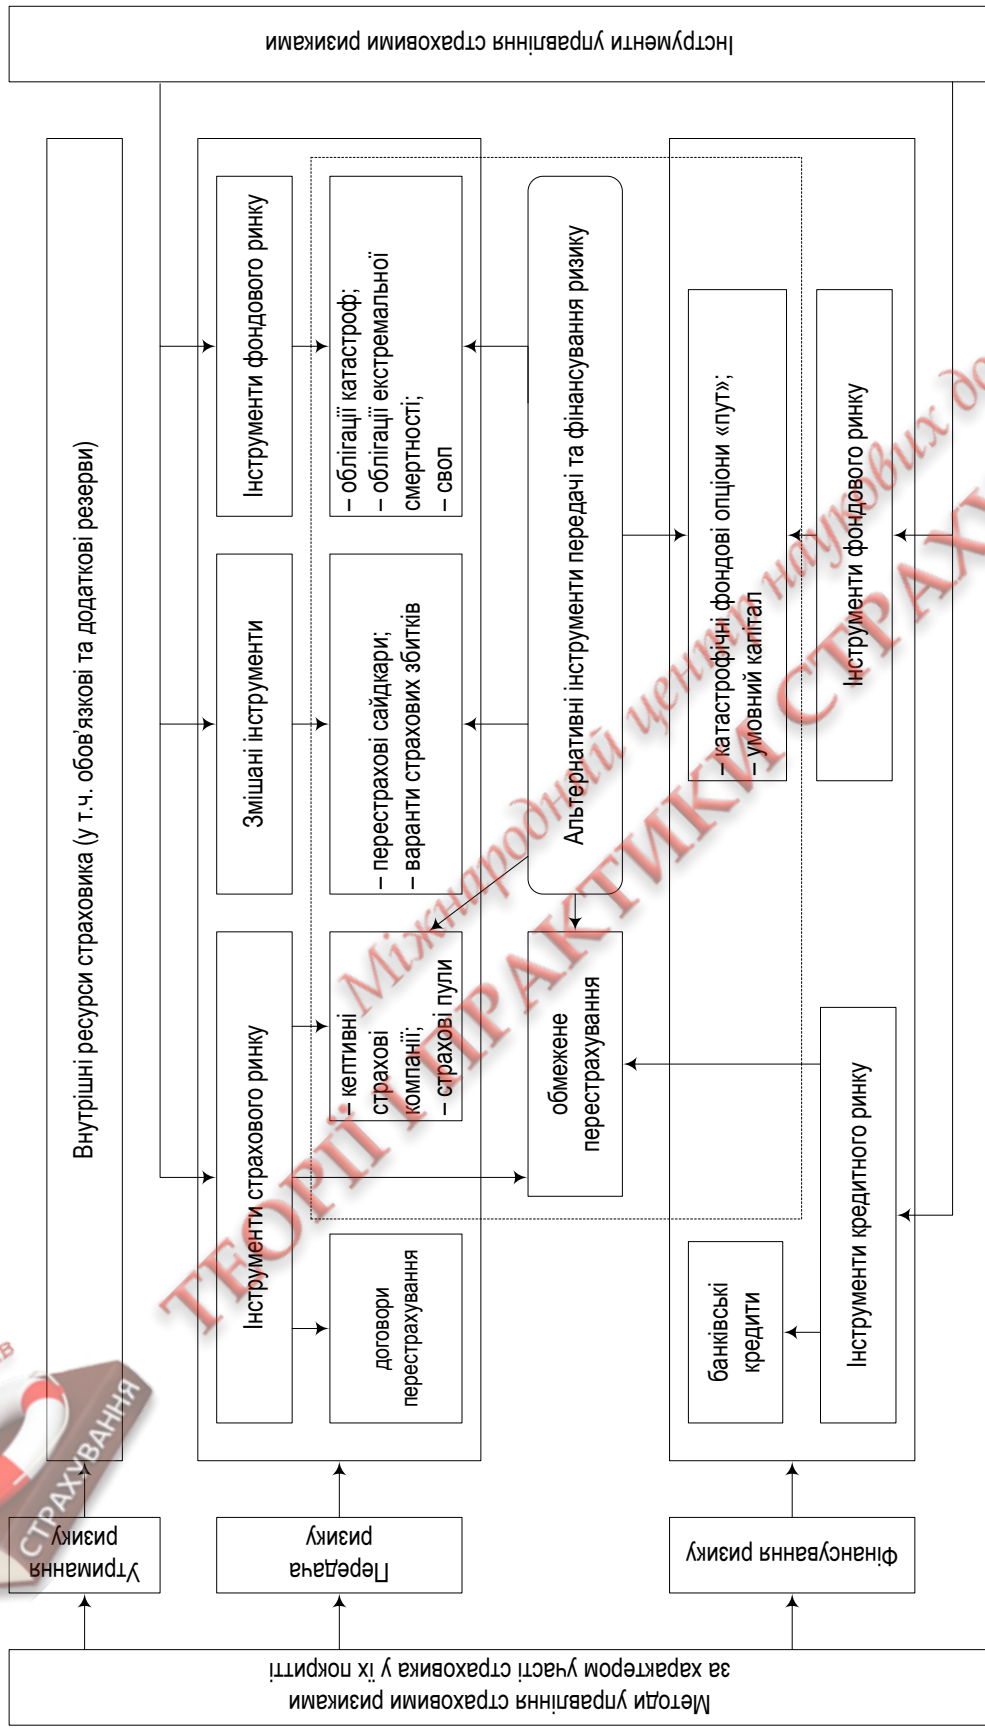 Методи управління страховими ризиками
за характером участі страховика у їх покритті
Утримання
ризику
Передача
ризику
Фінансування ризику
Внутрішні ресурси страховика (у т.ч. обов'язкові та додаткові резерви)
Інструменти страхового ринку
Змішані інструменти
Інструменти фондового ринку
договори
перестрахування
– кептивні
страхові
компанії;
– страхові пули
– перестрахові сайдкари;
– варанти страхових збитків
– облігації катастроф;
– облігації екстремальної
смертності;
– своп
обмежене
перестрахування
Альтернативні інструменти передачі та фінансування ризику
банківські
кредити
– катастрофічні фондові опціони «пут»;
– умовний капітал
Інструменти кредитного ринку
Інструменти фондового ринку
Інструменти управління страховими ризиками
СТРАХУВАННЯ
Міжнародний центр наукових
ТЕОРІЇ І ПРАКТИКИ